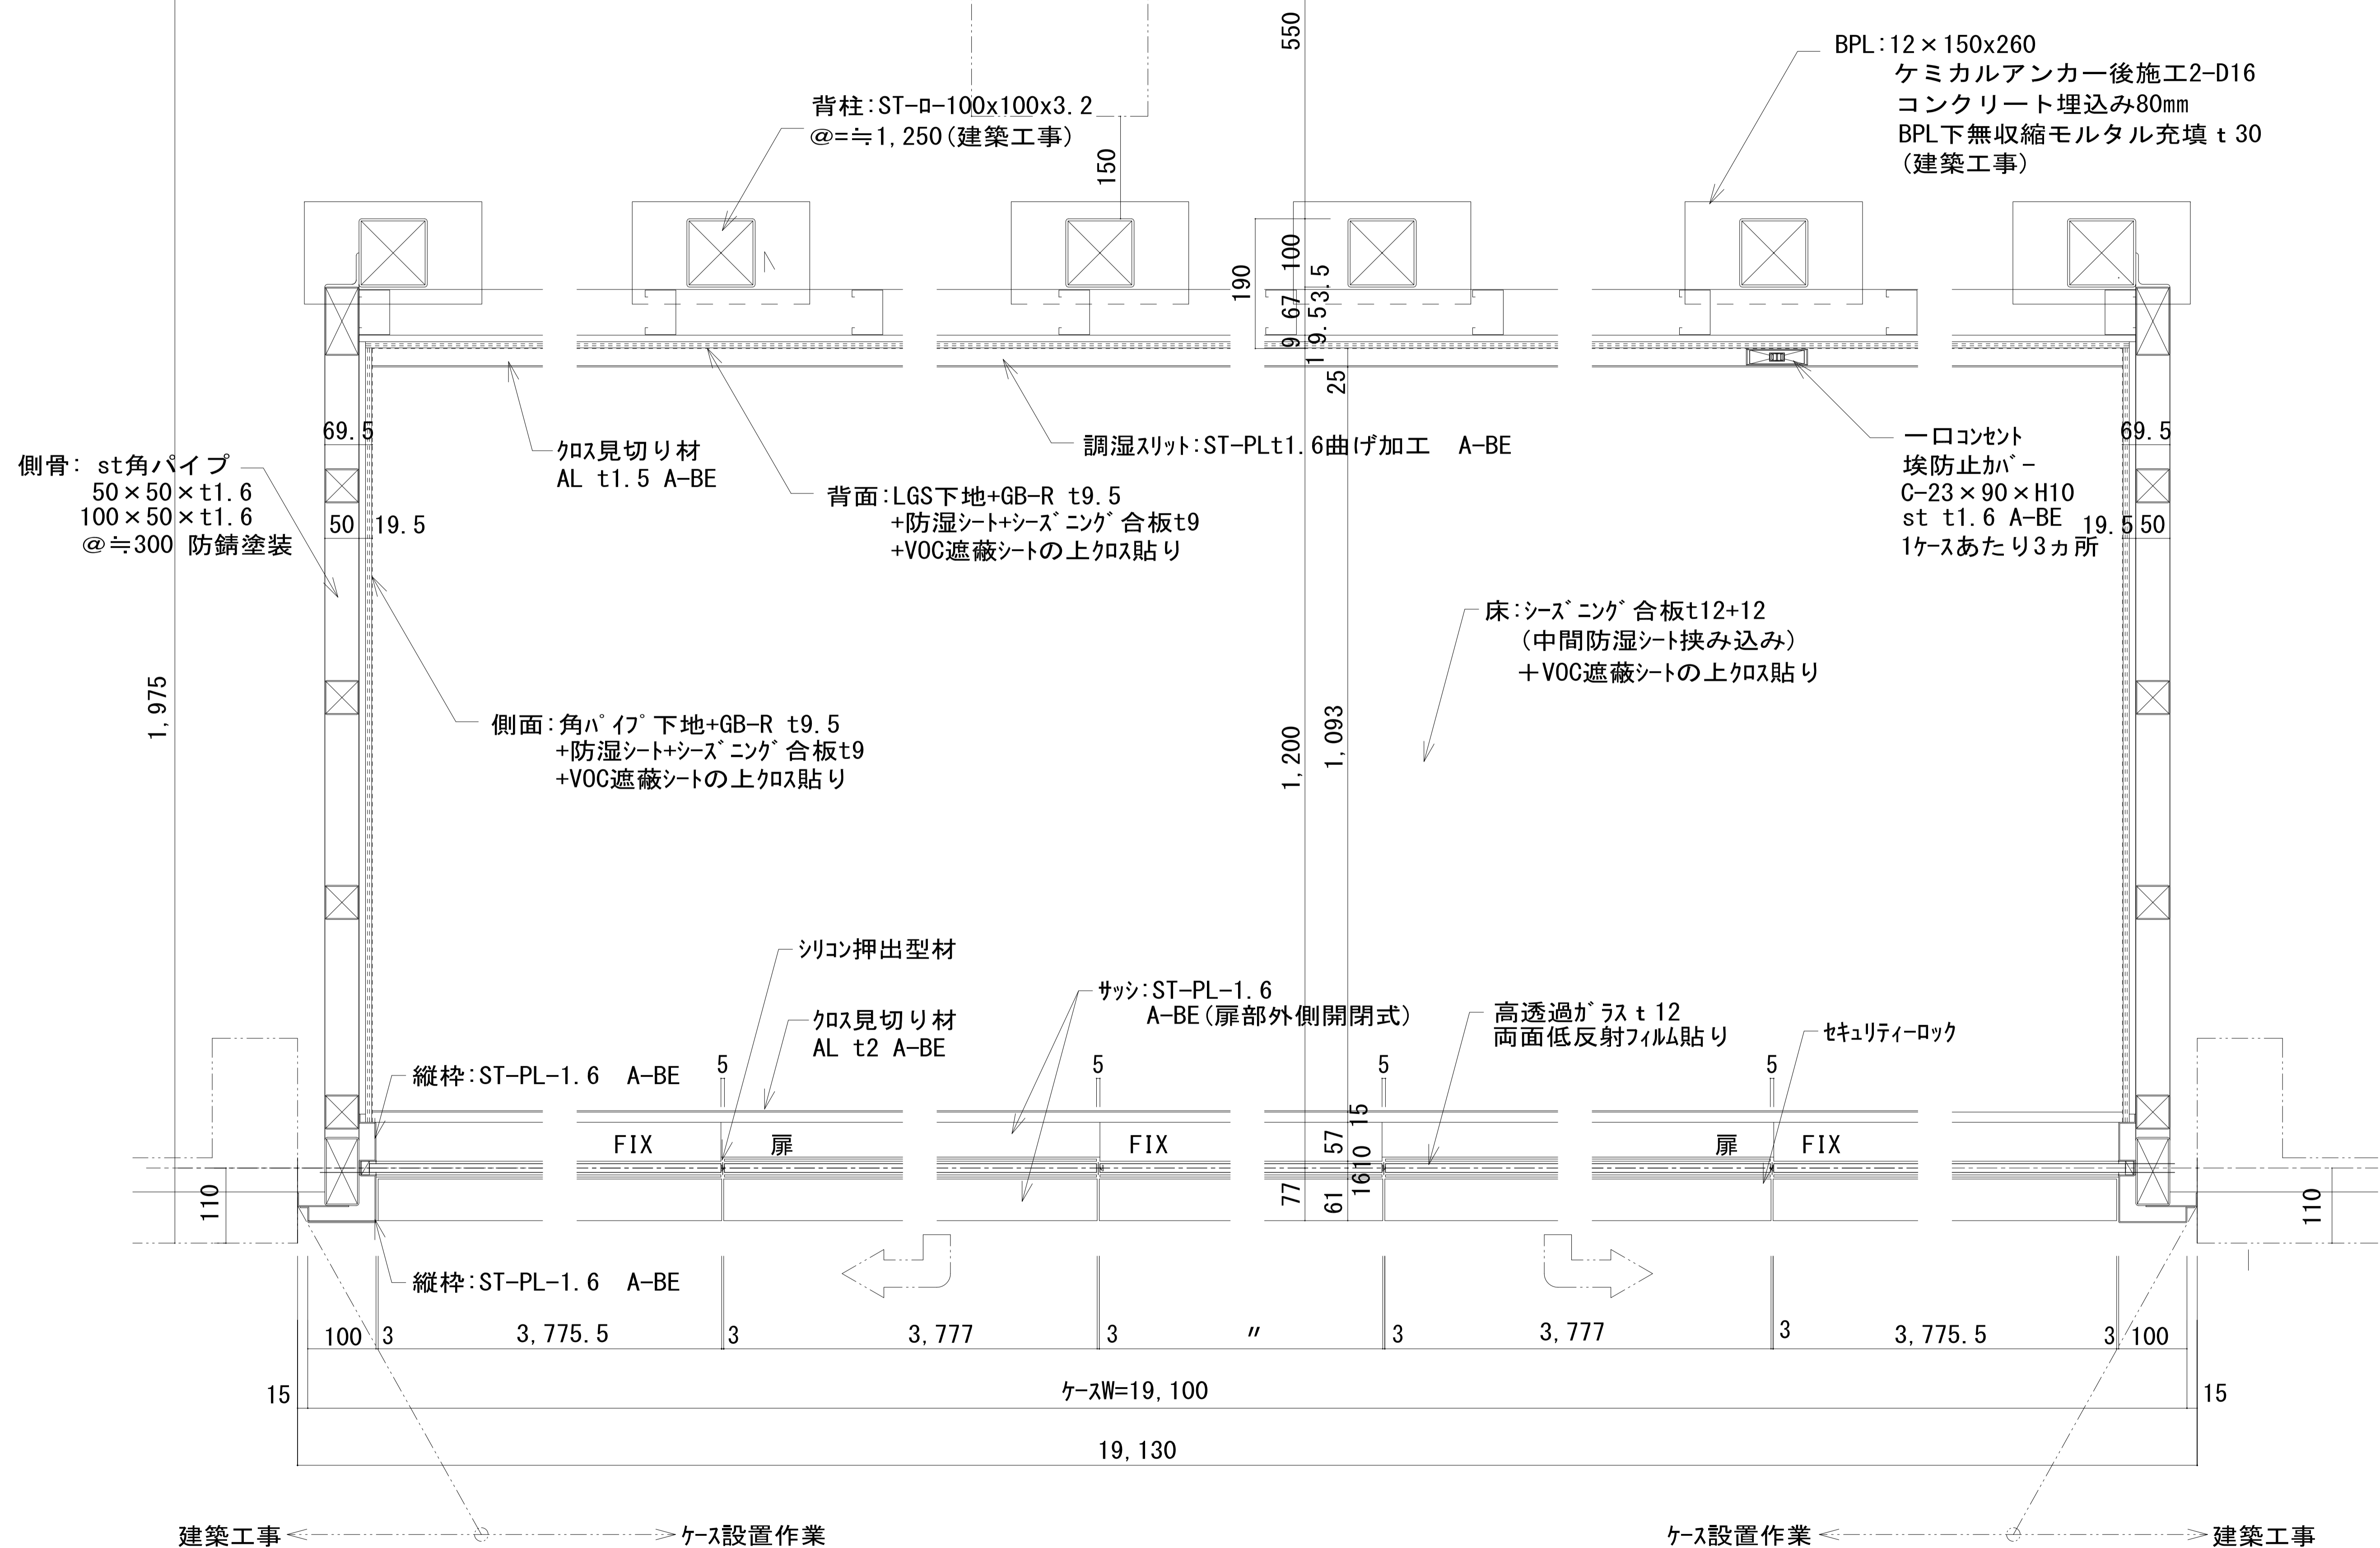 550
BPL:12×150x260
ケミカルアンカー後施工2-D16
コンクリート埋込み80mm
BPL下無収縮モルタル充填ｔ30
(建築工事)
背柱:ST-ロ-100x100x3.2
@=≒1,250(建築工事)
150
190
100
67
9
3.5
9.5
1
25
69.5
側骨: st角パイプ
50×50×t1.6
100×50×t1.6
@≒300 防錆塗装
50
19.5
ｸﾛｽ見切り材
AL t1.5 A-BE
背面:LGS下地+GB-R t9.5
+防湿ｼｰﾄ+ｼｰｽﾞﾆﾝｸﾞ合板t9
+VOC遮蔽ｼｰﾄの上ｸﾛｽ貼り
調湿ｽﾘｯﾄ:ST-PLt1.6曲げ加工　A-BE
一口ｺﾝｾﾝﾄ
埃防止ｶﾊﾞｰ
C-23×90×H10
st t1.6 A-BE
1ｹｰｽあたり3ヵ所
69.5
19.5
50
床:ｼｰｽﾞﾆﾝｸﾞ合板t12+12
(中間防湿ｼｰﾄ挟み込み)
＋VOC遮蔽ｼｰﾄの上ｸﾛｽ貼り
1,975
側面:角ﾊﾟｲﾌﾟ下地+GB-R t9.5
+防湿ｼｰﾄ+ｼｰｽﾞﾆﾝｸﾞ合板t9
+VOC遮蔽ｼｰﾄの上ｸﾛｽ貼り
1,200
1,093
ｼﾘｺﾝ押出型材
ｸﾛｽ見切り材
AL t2 A-BE
ｻｯｼ:ST-PL-1.6
A-BE(扉部外側開閉式)
高透過ｶﾞﾗｽｔ12
両面低反射ﾌｨﾙﾑ貼り
ｾｷｭﾘﾃｨｰﾛｯｸ
縦枠:ST-PL-1.6　A-BE
5
5
5
5
FIX
扉
FIX
扉
FIX
15
57
10
16
77
61
110
110
縦枠:ST-PL-1.6　A-BE
100
3
3,775.5
3
3,777
3
〃
3
3,777
3
3,775.5
3
100
15
ｹｰｽW=19,100
15
19,130
建築工事
ｹｰｽ設置作業
ｹｰｽ設置作業
建築工事